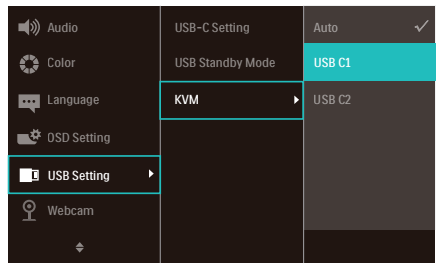 Audio
Color
Language
OSD Setting
USB Setting
Webcam
USB-C Setting
USB Standby Mode
KVM
Auto
USB C1
USB C2